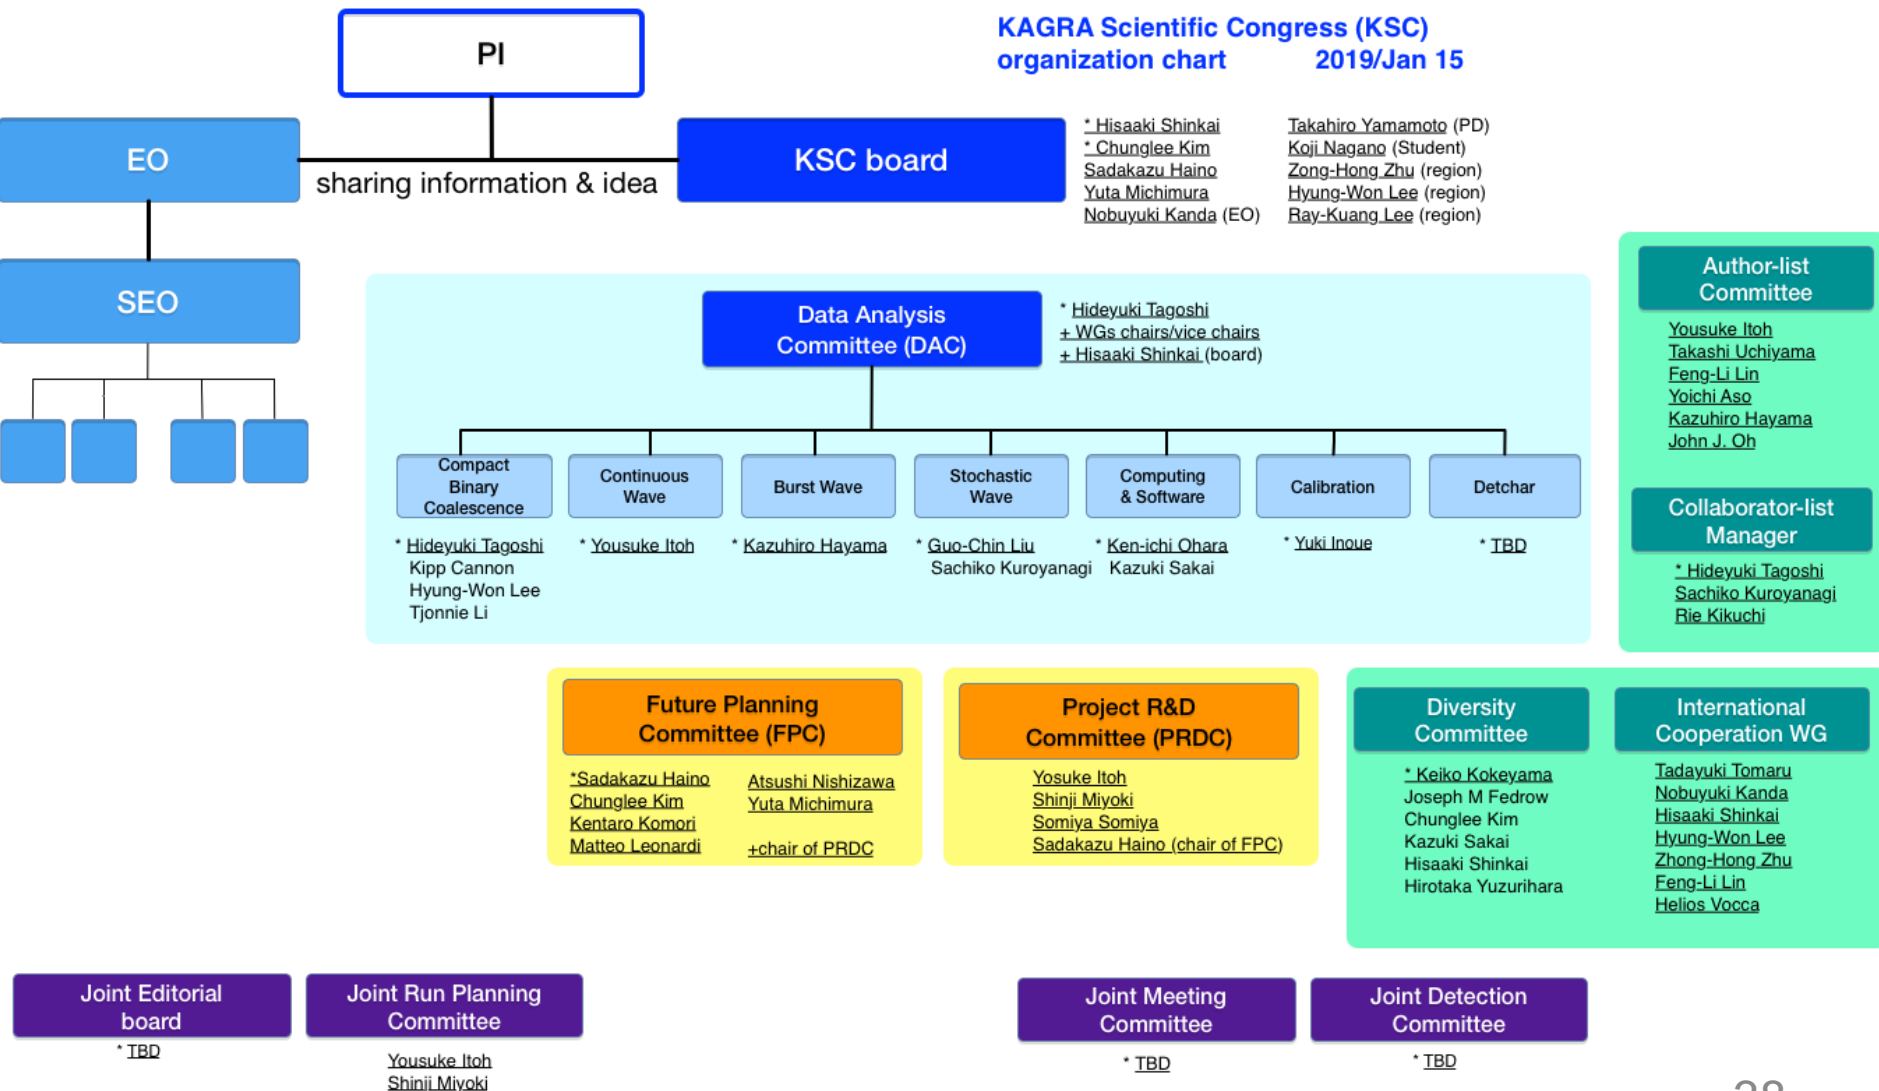 PI
KAGRA Scientific Congress (KSC)
organization chart 2019/Jan 15
EO
sharing information & idea
KSC board
* Hisaaki Shinkai
* Chunglee Kim
Sadakazu Haino
Yuta Michimura
Nobuyuki Kanda (EO)
Takahiro Yamamoto (PD)
Koji Nagano (Student)
Zong-Hong Zhu (region)
Hyung-Won Lee (region)
Ray-Kuang Lee (region)
SEO
Data Analysis
Committee (DAC)
* Hideyuki Tagoshi
+ WGs chairs/vice chairs
+ Hisaaki Shinkai (board)
Compact
Binary
Coalescence
* Hideyuki Tagoshi
Kipp Cannon
Hyung-Won Lee
Tjonnie Li
Continuous
Wave
* Yousuke Itoh
Burst Wave
* Kazuhiro Hayama
Stochastic
Wave
* Guo-Chin Liu
Sachiko Kuroyanagi
Computing
& Software
* Ken-ichi Ohara
Kazuki Sakai
Calibration
* Yuki Inoue
Detchar
* TBD
Author-list
Committee
Yousuke Itoh
Takashi Uchiyama
Feng-Li Lin
Yoichi Aso
Kazuhiro Hayama
John J. Oh
Collaborator-list
Manager
* Hideyuki Tagoshi
Sachiko Kuroyanagi
Rie Kikuchi
Future Planning
Committee (FPC)
*Sadakazu Haino
Chunglee Kim
Kentaro Komori
Matteo Leonardi
Atsushi Nishizawa
Yuta Michimura
+chair of PRDC
Project R&D
Committee (PRDC)
Yosuke Itoh
Shinji Miyoki
Somiya Somiya
Sadakazu Haino (chair of FPC)
Diversity
Committee
* Keiko Kokeyama
Joseph M Fedrow
Chunglee Kim
Kazuki Sakai
Hisaaki Shinkai
Hirotaka Yuzurihara
International
Cooperation WG
Tadayuki Tomaru
Nobuyuki Kanda
Hisaaki Shinkai
Hyung-Won Lee
Zhong-Hong Zhu
Feng-Li Lin
Helios Vocca
Joint Editorial
board
* TBD
Joint Run Planning
Committee
Yousuke Itoh
Shinji Miyoki
Joint Meeting
Committee
* TBD
Joint Detection
Committee
* TBD